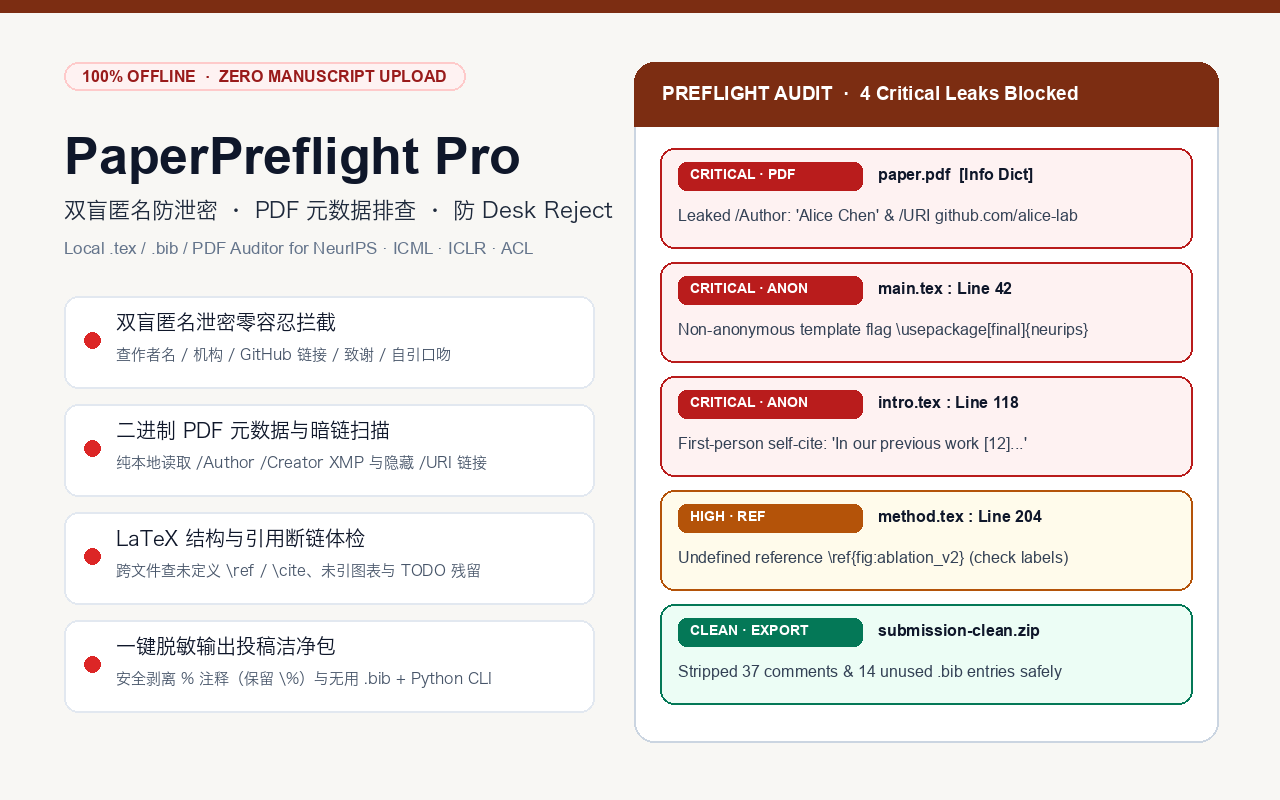 100% OFFLINE · ZERO MANUSCRIPT UPLOAD
PaperPreflight Pro
双盲匿名防泄密 · PDF 元数据排查 · 防 Desk Reject
Local .tex / .bib / PDF Auditor for NeurIPS · ICML · ICLR · ACL
双盲匿名泄密零容忍拦截
查作者名 / 机构 / GitHub 链接 / 致谢 / 自引口吻
二进制 PDF 元数据与暗链扫描
纯本地读取 /Author /Creator XMP 与隐藏 /URI 链接
LaTeX 结构与引用断链体检
跨文件查未定义 \ref / \cite、未引图表与 TODO 残留
一键脱敏输出投稿洁净包
安全剥离 % 注释（保留 \%）与无用 .bib + Python CLI
PREFLIGHT AUDIT · 4 Critical Leaks Blocked
CRITICAL · PDF paper.pdf [Info Dict]
Leaked /Author: 'Alice Chen' & /URI github.com/alice-lab
CRITICAL · ANON main.tex : Line 42
Non-anonymous template flag \usepackage[final]{neurips}
CRITICAL · ANON intro.tex : Line 118
First-person self-cite: 'In our previous work [12]...'
HIGH · REF method.tex : Line 204
Undefined reference \ref{fig:ablation_v2} (check labels)
CLEAN · EXPORT submission-clean.zip
Stripped 37 comments & 14 unused .bib entries safely